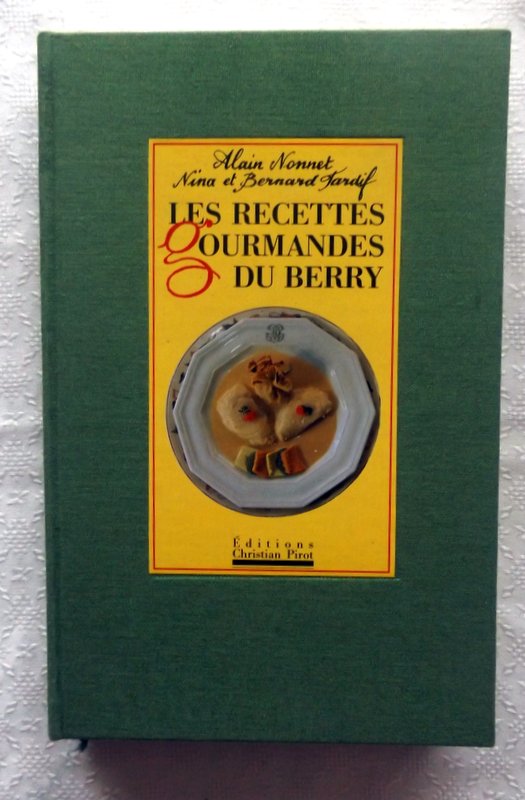 Alain Nonnet
Nina et Bernard Tardif
LES RECETTES
gOURMANDES
DU BERRY
Éditions
Christian Pirot